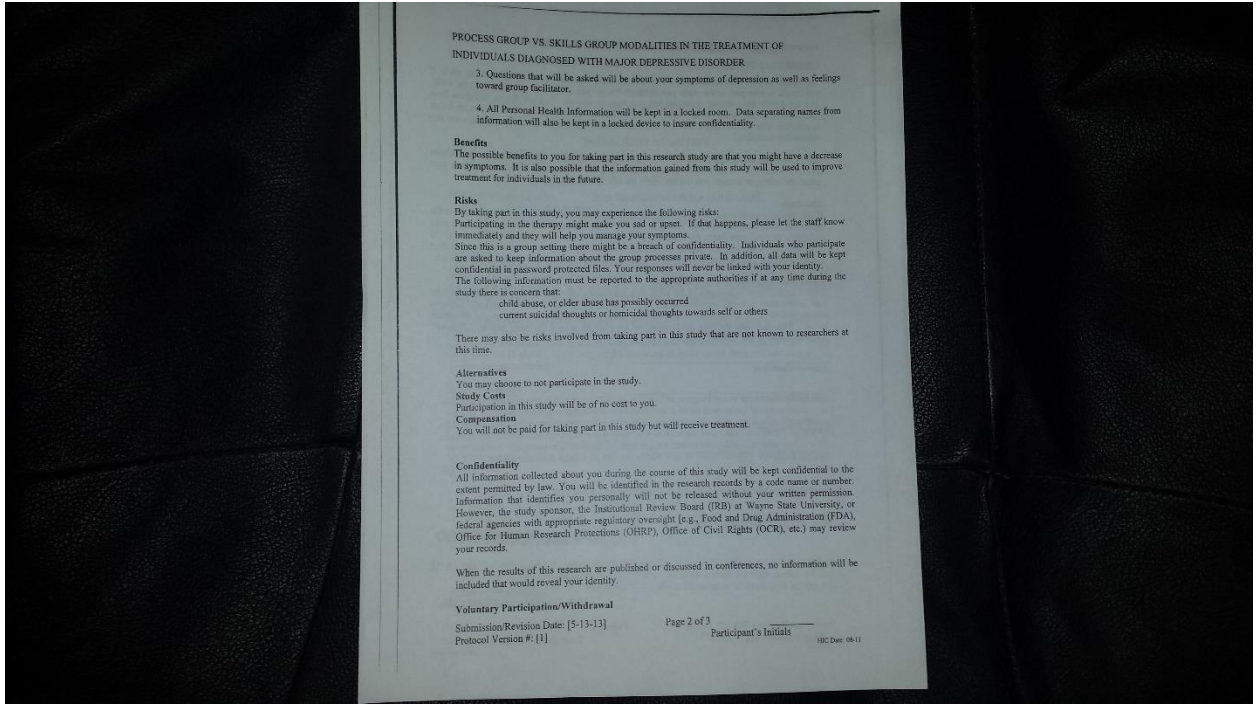 PROCESS GROUP VS. SKILLS GROUP MODALITIES IN THE TREATMENT OF
INDIVIDUALS DIAGNOSED WITH MAJOR DEPRESSIVE DISORDER
3. Questions that will be asked will be about your symptoms of depression as well as feelings
toward group facilitator.
4. All Personal Health Information will be kept in a locked room. Data separating names from
information will also be kept in a locked device to insure confidentiality.
Benefits
The possible benefits to you for taking part in this research study are that you might have a decrease
in symptoms. It is also possible that the information gained from this study will be used to improve
treatment for individuals in the future.
Risks
By taking part in this study, you may experience the following risks:
Participating in the therapy might make you sad or upset. If that happens, please let the staff know
immediately and they will help you manage your symptoms.
Since this is a group setting there might be a breach of confidentiality. Individuals who participate
are asked to keep information about the group processes private. In addition, all data will be kept
confidential in password protected files. Your responses will never be linked with your identity.
The following information must be reported to the appropriate authorities if at any time during the
study there is concern that:
child abuse, or elder abuse has possibly occurred
current suicidal thoughts or homicidal thoughts towards self or others
There may also be risks involved from taking part in this study that are not known to researchers at
this time.
Alternatives
You may choose to not participate in the study.
Study Costs
Participation in this study will be of no cost to you.
Compensation
You will not be paid for taking part in this study but will receive treatment.
Confidentiality
All information collected about you during the course of this study will be kept confidential to the
extent permitted by law. You will be identified in the research records by a code name or number.
Information that identifies you personally will not be released without your written permission.
However, the study sponsor, the Institutional Review Board (IRB) at Wayne State University, or
federal agencies with appropriate regulatory oversight [e.g., Food and Drug Administration (FDA),
Office for Human Research Protections (OHRP), Office of Civil Rights (OCR), etc.) may review
your records.
When the results of this research are published or discussed in conferences, no information will be
included that would reveal your identity.
Voluntary Participation/Withdrawal
Submission/Revision Date: [5-13-13]
Protocol Version #: [1]
Page 2 of 3
Participant's Initials
HIC Date: 08-11